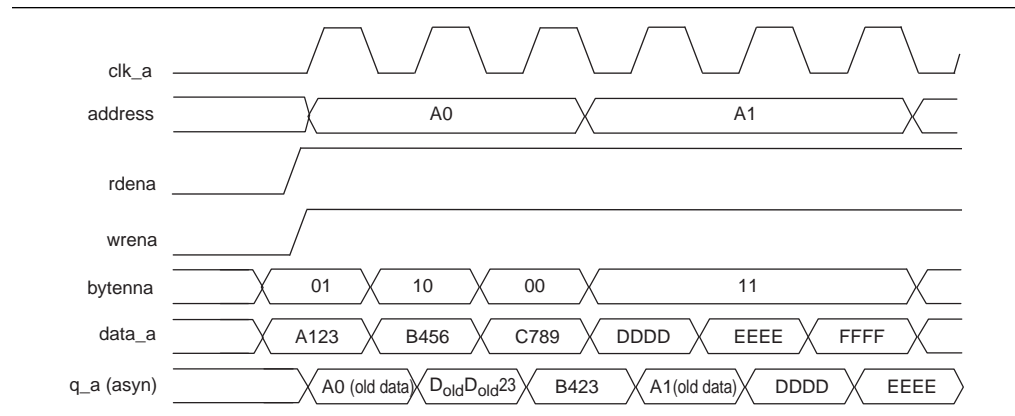 clk_a
address A0 A1
rdena
wrena
bytenna 01 10 00 11
data_a A123 B456 C789 DDDD EEEE FFFF
q_a (asyn) A0 (old data) DoldDold23 B423 A1(old data) DDDD EEEE